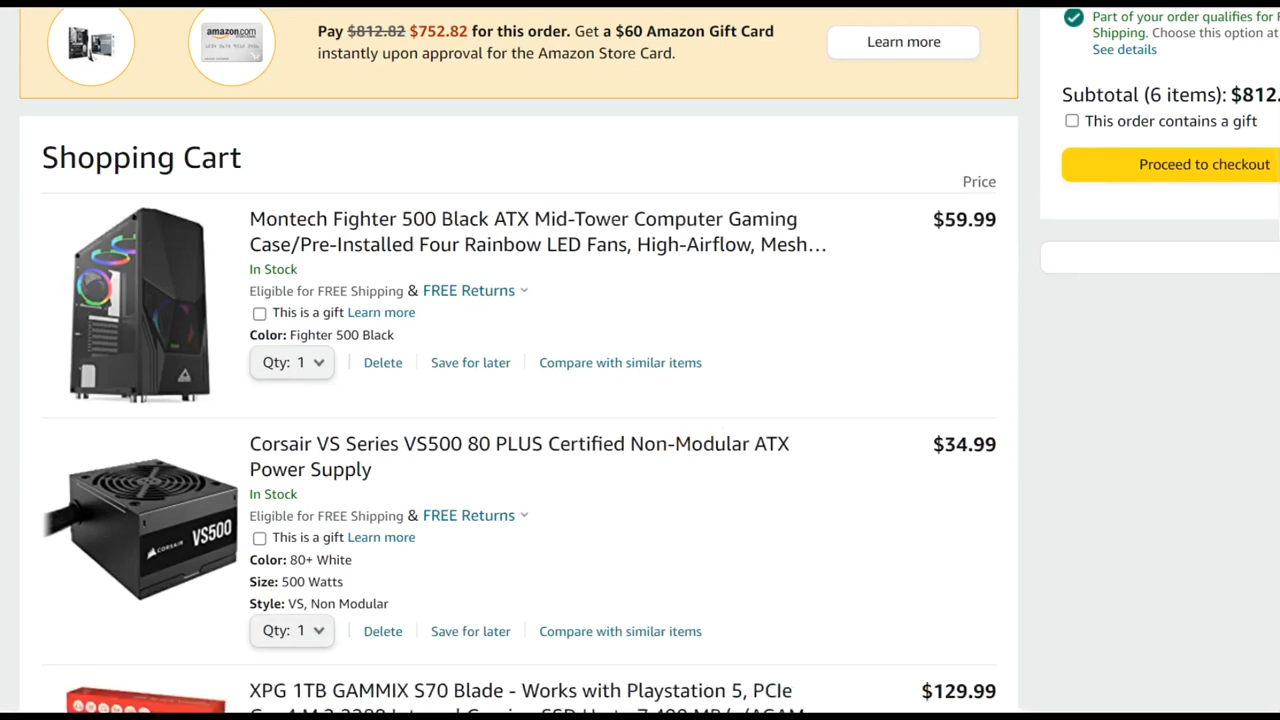 Pay $812.82 $752.82 for this order. Get a $60 Amazon Gift Card
instantly upon approval for the Amazon Store Card.
Learn more
amazon.com
Part of your order qualifies for
Shipping. Choose this option at
See details
Subtotal (6 items): $812.
This order contains a gift
Proceed to checkout
Shopping Cart
Price
Montech Fighter 500 Black ATX Mid-Tower Computer Gaming
Case/Pre-Installed Four Rainbow LED Fans, High-Airflow, Mesh…
$59.99
In Stock
Eligible for FREE Shipping & FREE Returns
This is a gift Learn more
Color: Fighter 500 Black
Qty: 1 Delete Save for later Compare with similar items
Corsair VS Series VS500 80 PLUS Certified Non-Modular ATX
Power Supply
$34.99
In Stock
Eligible for FREE Shipping & FREE Returns
This is a gift Learn more
Color: 80+ White
Size: 500 Watts
Style: VS, Non Modular
CORSAIR VS500
Qty: 1 Delete Save for later Compare with similar items
XPG 1TB GAMMIX S70 Blade - Works with Playstation 5, PCIe
$129.99